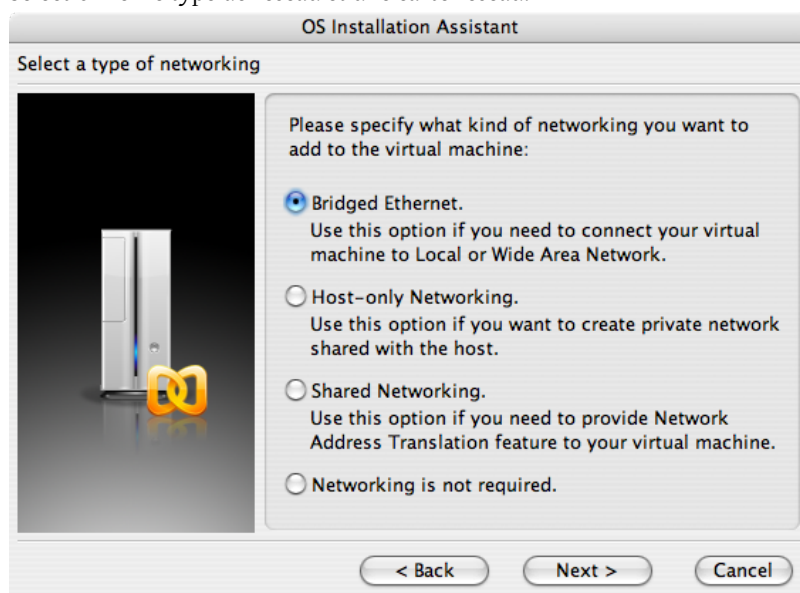 OS Installation Assistant
Select a type of networking
Please specify what kind of networking you want to
add to the virtual machine:
Bridged Ethernet.
Use this option if you need to connect your virtual
machine to Local or Wide Area Network.
Host-only Networking.
Use this option if you want to create private network
shared with the host.
Shared Networking.
Use this option if you need to provide Network
Address Translation feature to your virtual machine.
Networking is not required.
< Back
Next >
Cancel